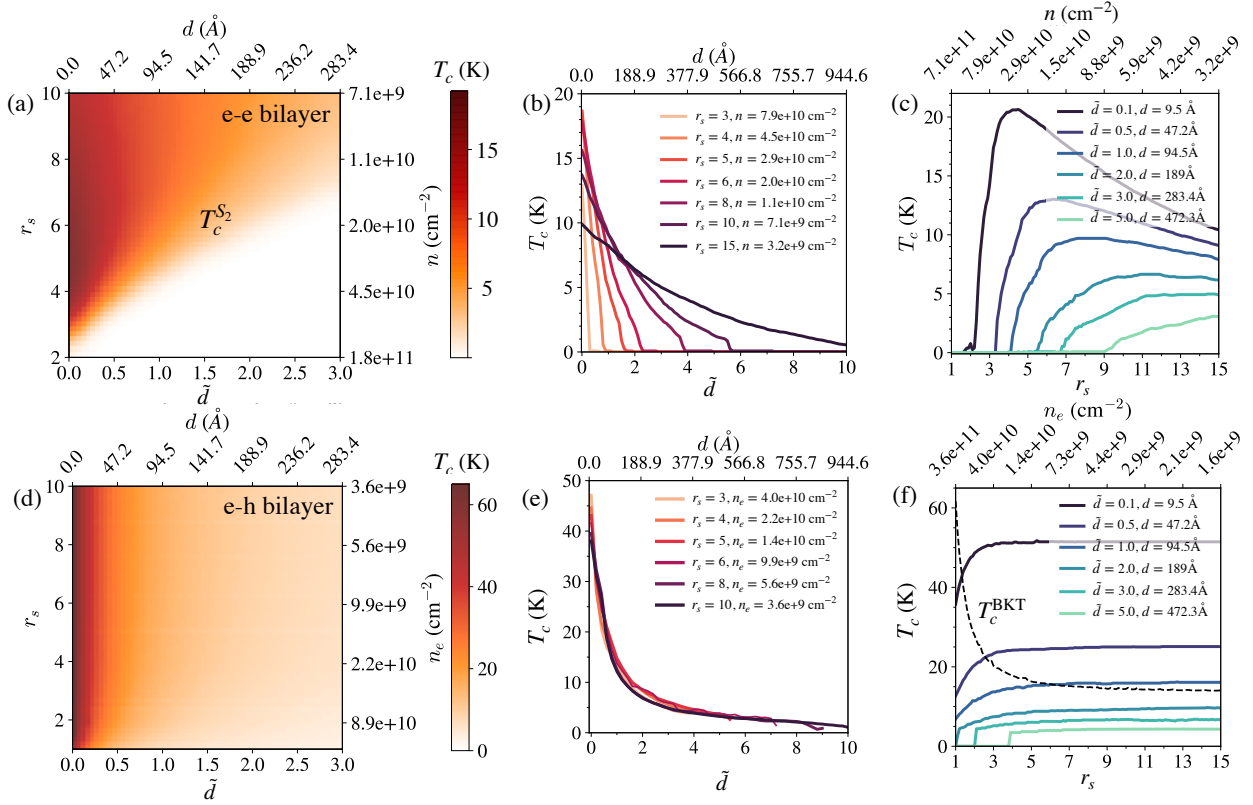 (a)
d (Å)
0.0 47.2 94.5 141.7 188.9 236.2 283.4
e-e bilayer
T_c^{S_2}
r_s
10
8
6
4
2
0.0 0.5 1.0 1.5 2.0 2.5 3.0
d̃
7.1e+9
1.1e+10
2.0e+10
4.5e+10
1.8e+11
n (cm⁻²)
T_c (K)
15
10
5
(b)
d (Å)
0.0 188.9 377.9 566.8 755.7 944.6
T_c (K)
20
15
10
5
0
r_s = 3, n = 7.9e+10 cm⁻²
r_s = 4, n = 4.5e+10 cm⁻²
r_s = 5, n = 2.9e+10 cm⁻²
r_s = 6, n = 2.0e+10 cm⁻²
r_s = 8, n = 1.1e+10 cm⁻²
r_s = 10, n = 7.1e+9 cm⁻²
r_s = 15, n = 3.2e+9 cm⁻²
0 2 4 6 8 10
d̃
(c)
n (cm⁻²)
7.1e+11 7.9e+10 2.9e+10 1.5e+10 8.8e+9 5.9e+9 4.2e+9 3.2e+9
T_c (K)
20
15
10
5
0
d̃ = 0.1, d = 9.5 Å
d̃ = 0.5, d = 47.2Å
d̃ = 1.0, d = 94.5Å
d̃ = 2.0, d = 189Å
d̃ = 3.0, d = 283.4Å
d̃ = 5.0, d = 472.3Å
1 3 5 7 9 11 13 15
r_s
(d)
d (Å)
0.0 47.2 94.5 141.7 188.9 236.2 283.4
e-h bilayer
r_s
10
8
6
4
2
0.0 0.5 1.0 1.5 2.0 2.5 3.0
d̃
3.6e+9
5.6e+9
9.9e+9
2.2e+10
8.9e+10
n_e (cm⁻²)
T_c (K)
60
40
20
0
(e)
d (Å)
0.0 188.9 377.9 566.8 755.7 944.6
T_c (K)
50
40
30
20
10
0
r_s = 3, n_e = 4.0e+10 cm⁻²
r_s = 4, n_e = 2.2e+10 cm⁻²
r_s = 5, n_e = 1.4e+10 cm⁻²
r_s = 6, n_e = 9.9e+9 cm⁻²
r_s = 8, n_e = 5.6e+9 cm⁻²
r_s = 10, n_e = 3.6e+9 cm⁻²
0 2 4 6 8 10
d̃
(f)
n_e (cm⁻²)
3.6e+11 4.0e+10 1.4e+10 7.3e+9 4.4e+9 2.9e+9 2.1e+9 1.6e+9
T_c (K)
60
40
20
0
T_c^{BKT}
d̃ = 0.1, d = 9.5 Å
d̃ = 0.5, d = 47.2Å
d̃ = 1.0, d = 94.5Å
d̃ = 2.0, d = 189Å
d̃ = 3.0, d = 283.4Å
d̃ = 5.0, d = 472.3Å
1 3 5 7 9 11 13 15
r_s